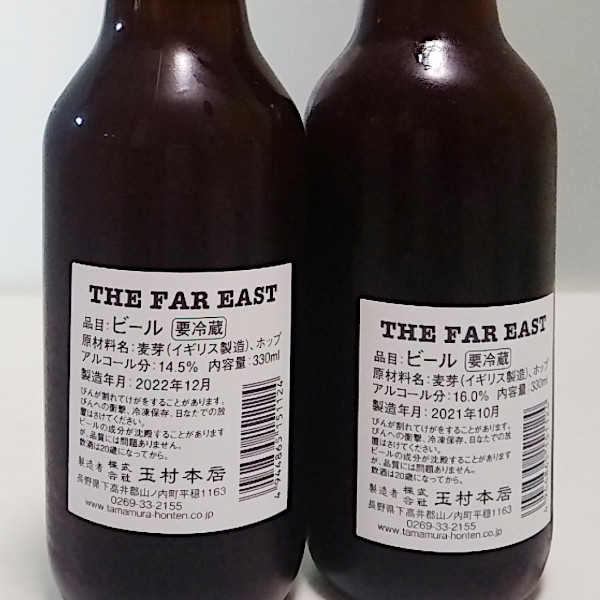 THE FAR EAST
品目:ビール 要冷蔵
原材料名:麦芽(イギリス製造)、ホップ
アルコール分:14.5% 内容量:330ml
製造年月:2022年12月
びんが割れてけがをすることがあります。
びんへの衝撃、冷凍保存、日なたでの放
置はさけてください。
ビールの成分が沈殿することがあります
が、品質には問題ありません。
飲酒は20歳になってから。
製造者 株式会社 玉村本店
長野県下高井郡山ノ内町平穏1163
0269-33-2155
www.tamamura-honten.co.jp
4944865151124
THE FAR EAST
品目:ビール 要冷蔵
原材料名:麦芽(イギリス製造)、ホップ
アルコール分:16.0% 内容量:330ml
製造年月:2021年10月
びんが割れてけがをすることがあります。
びんへの衝撃、冷凍保存、日なたでの放
置はさけてください。
ビールの成分が沈殿することがあります
が、品質には問題ありません。
飲酒は20歳になってから。
製造者 株式会社 玉村本店
長野県下高井郡山ノ内町平穏1163
0269-33-2155
www.tamamura-honten.co.jp